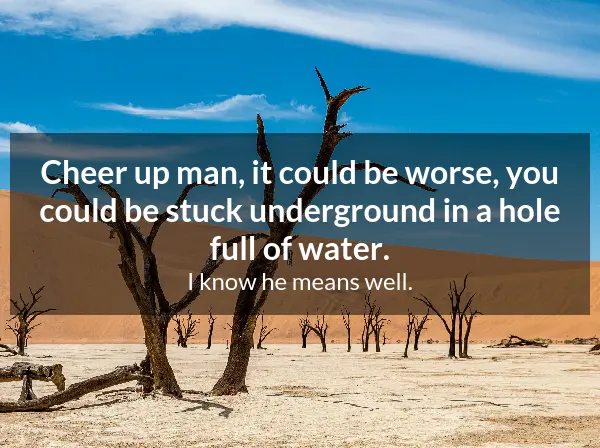 Cheer up man, it could be worse, you
could be stuck underground in a hole
full of water.
I know he means well.